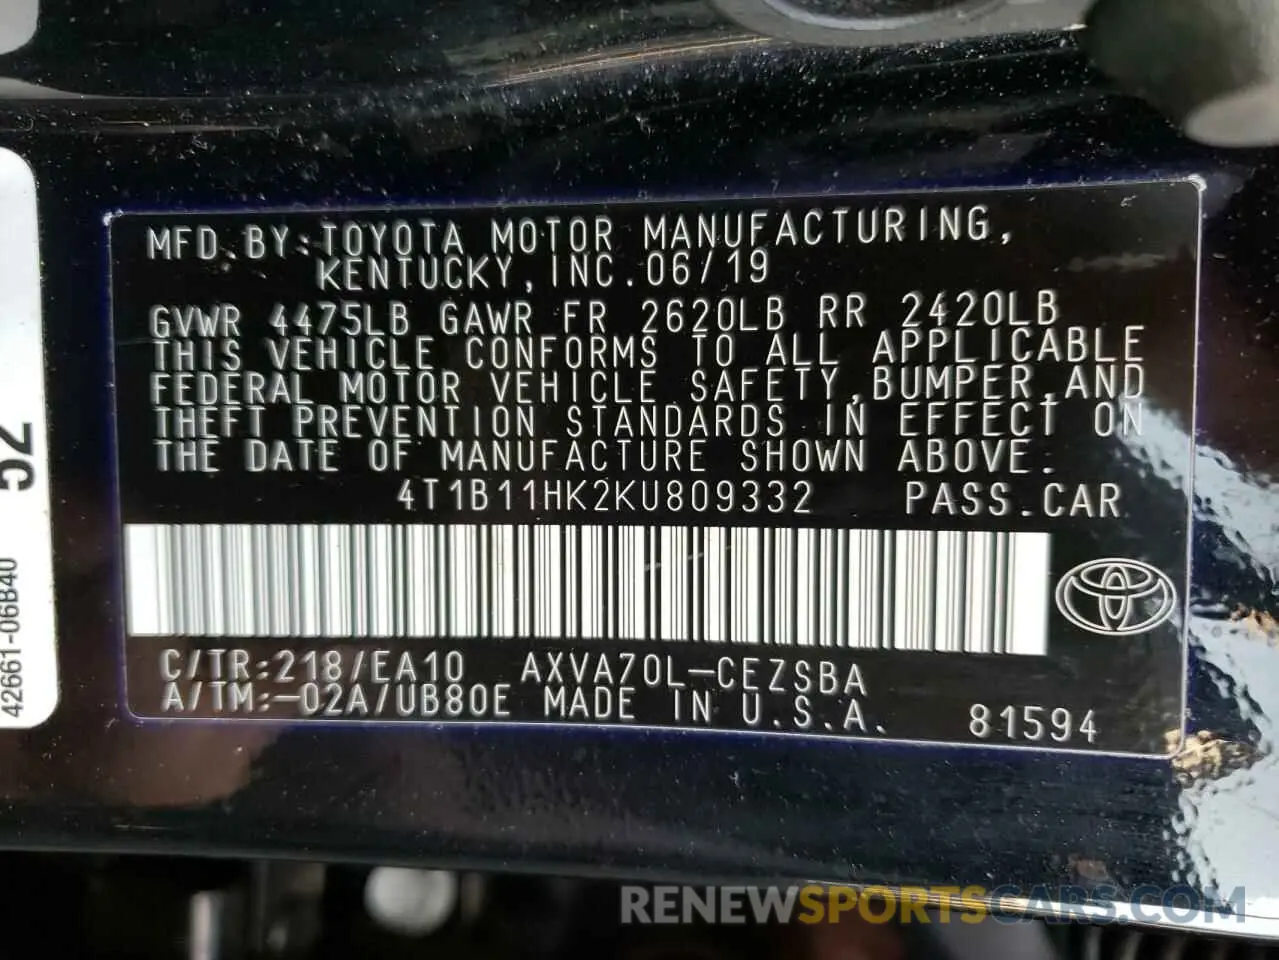 MFD. BY: TOYOTA MOTOR MANUFACTURING,
KENTUCKY, INC. 06/19
GVWR 4475LB GAWR FR 2620LB RR 2420LB
THIS VEHICLE CONFORMS TO ALL APPLICABLE
FEDERAL MOTOR VEHICLE SAFETY, BUMPER, AND
THEFT PREVENTION STANDARDS IN EFFECT ON
THE DATE OF MANUFACTURE SHOWN ABOVE.
4T1B11HK2KU809332 PASS. CAR
C/TR: 218/EA10 AXVA70L-CEZSBA
A/TM: -02A/UB80E MADE IN U.S.A. 81594
52
42661-06B40
RENEWSPORTSCARS.COM